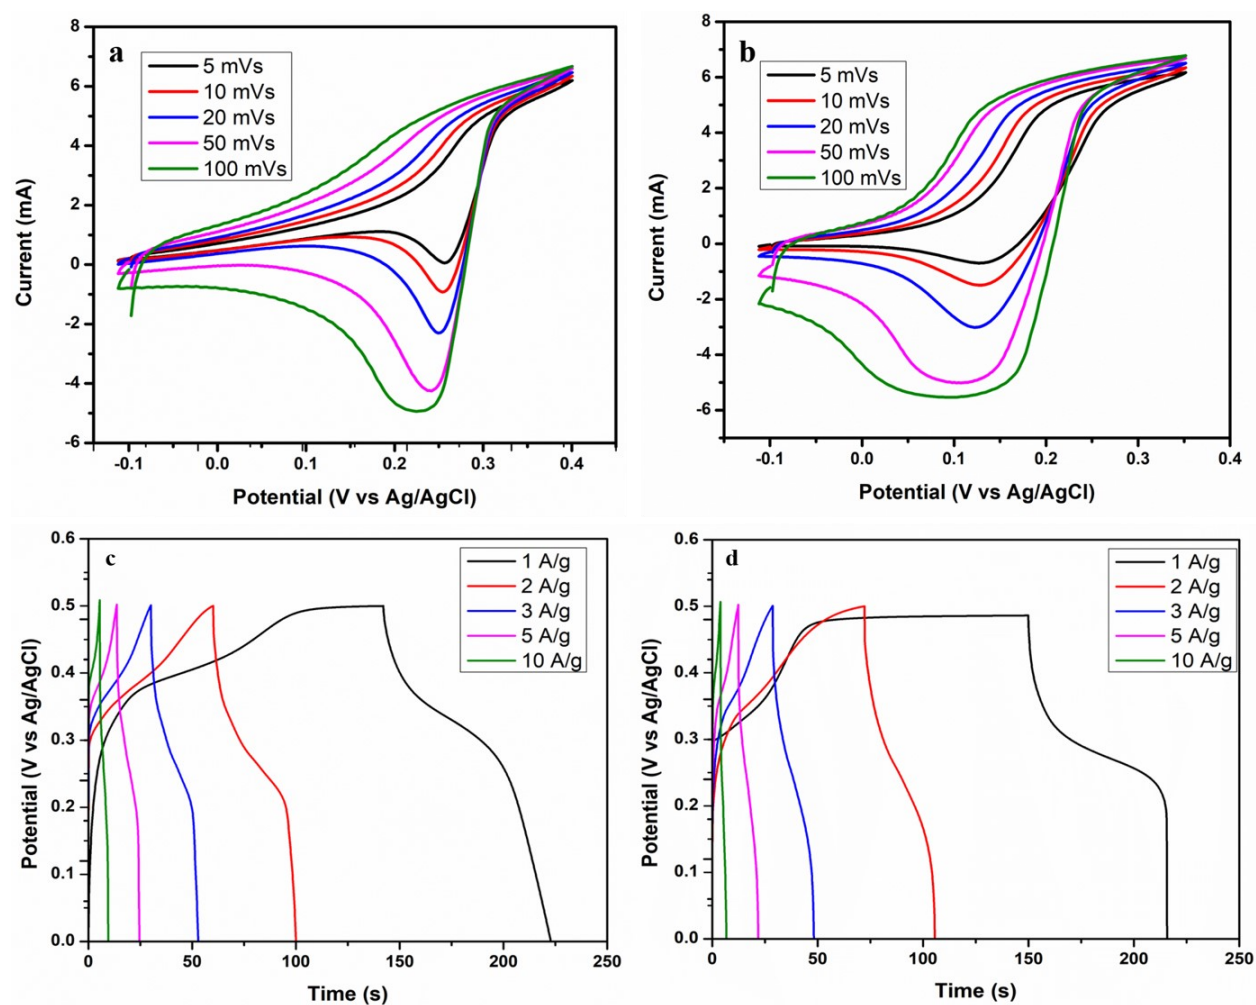 a
8
6
4
2
0
-2
-4
-6
Current (mA)
5 mVs
10 mVs
20 mVs
50 mVs
100 mVs
-0.1
0.0
0.1
0.2
0.3
0.4
Potential (V vs Ag/AgCl)
b
8
6
4
2
0
-2
-4
-6
Current (mA)
5 mVs
10 mVs
20 mVs
50 mVs
100 mVs
-0.1
0.0
0.1
0.2
0.3
0.4
Potential (V vs Ag/AgCl)
c
0.6
0.5
0.4
0.3
0.2
0.1
0.0
Potential (V vs Ag/AgCl)
1 A/g
2 A/g
3 A/g
5 A/g
10 A/g
0
50
100
150
200
250
Time (s)
d
0.6
0.5
0.4
0.3
0.2
0.1
0.0
Potential (V vs Ag/AgCl)
1 A/g
2 A/g
3 A/g
5 A/g
10 A/g
0
50
100
150
200
250
Time (s)